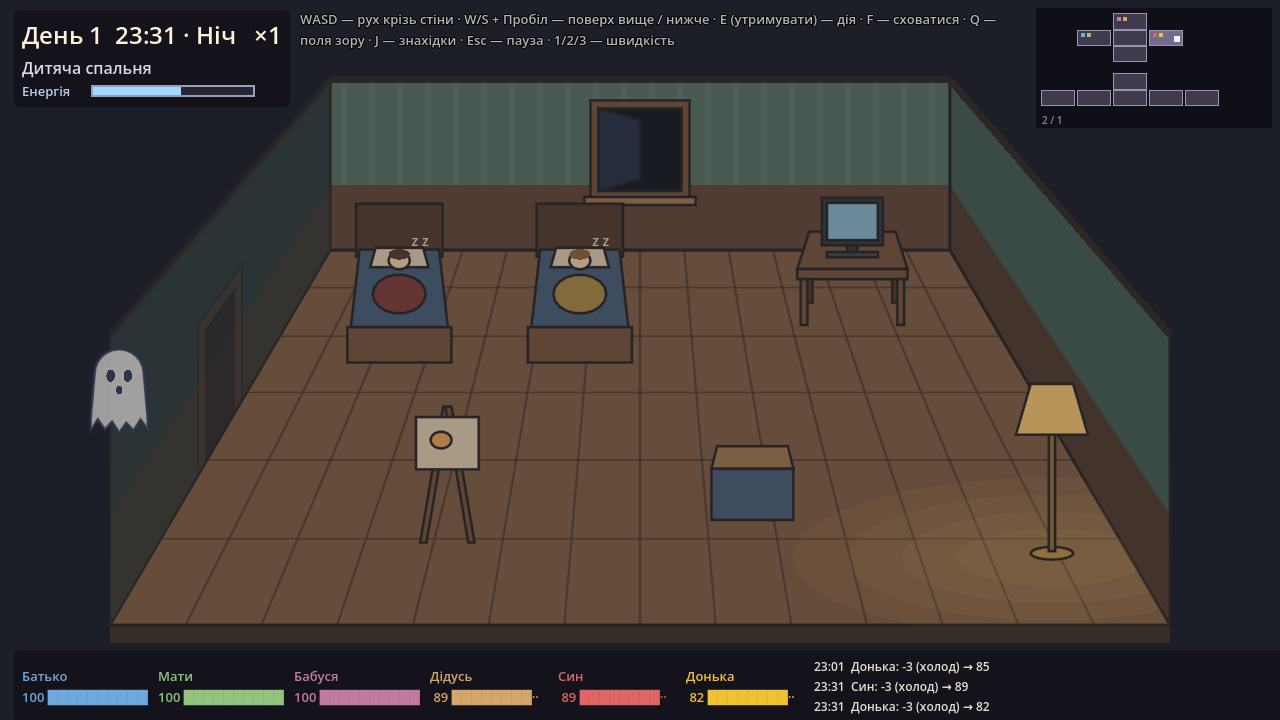 День 1 23:31 · Ніч ×1
Дитяча спальня
Енергія
WASD — рух крізь стіни · W/S + Пробіл — поверх вище / нижче · E (утримувати) — дія · F — сховатися · Q —
поля зору · J — знахідки · Esc — пауза · 1/2/3 — швидкість
2 / 1
z z
z z
Батько
100
Мати
100
Бабуся
100
Дідусь
89
Син
89
Донька
82
23:01 Донька: -3 (холод) → 85
23:31 Син: -3 (холод) → 89
23:31 Донька: -3 (холод) → 82